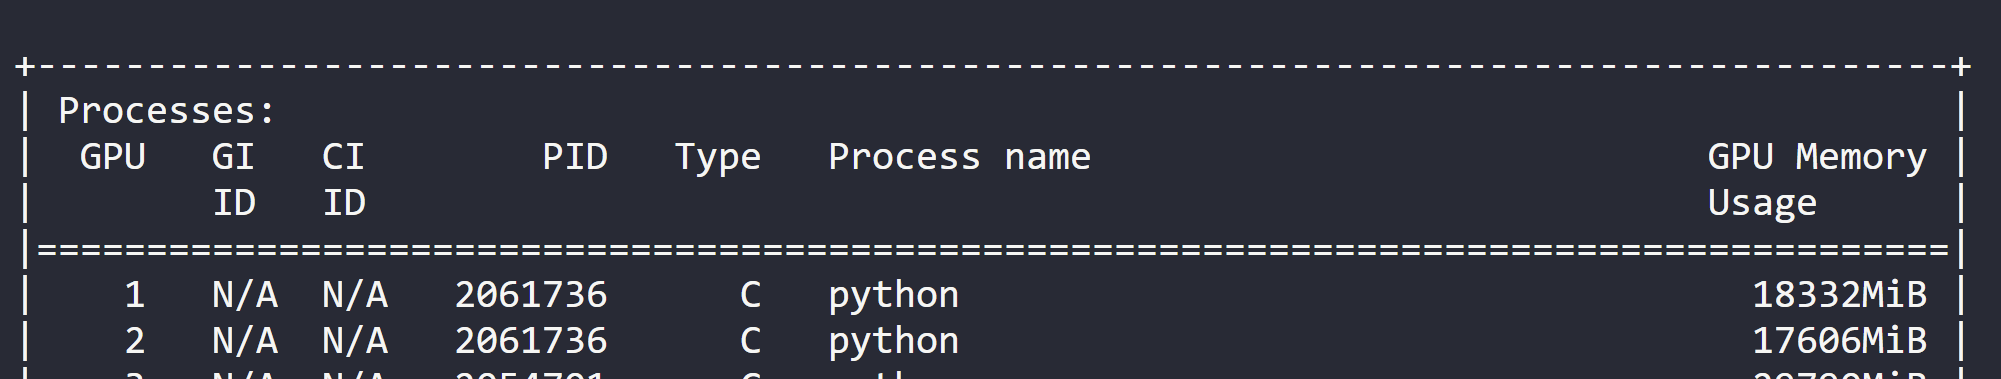 +---------------------------------------------------------------------------------------+
| Processes:                                                                            |
|  GPU   GI   CI        PID   Type   Process name                            GPU Memory |
|        ID   ID                                                             Usage      |
|=======================================================================================|
|    1   N/A  N/A   2061736      C   python                                    18332MiB |
|    2   N/A  N/A   2061736      C   python                                    17606MiB |
N/A  N/A